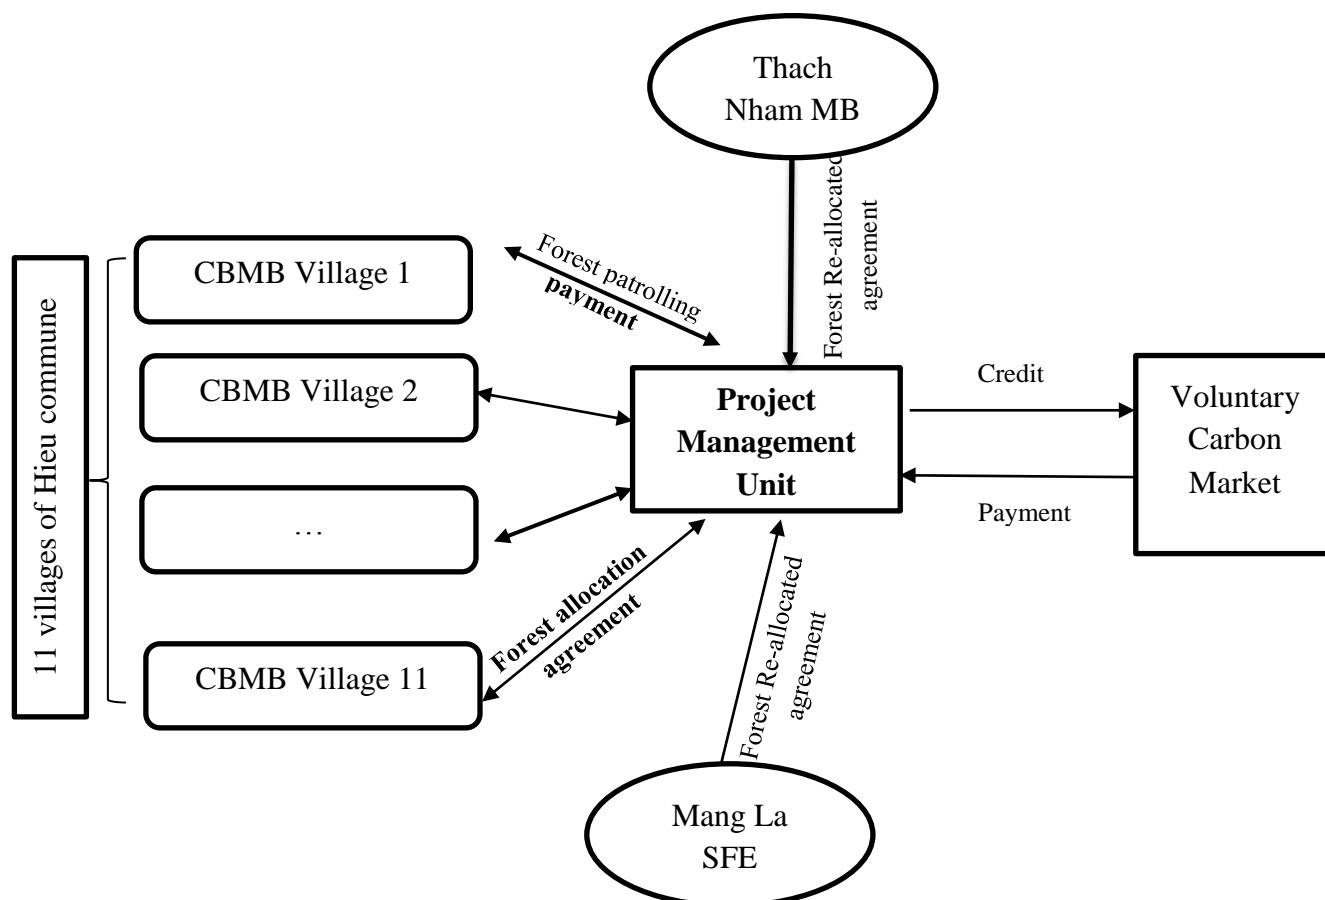 Thach
Nham MB
Forest Re-allocated
agreement
11 villages of Hieu commune
CBMB Village 1
Forest patrolling
payment
CBMB Village 2
…
CBMB Village 11
Forest allocation
agreement
Project
Management
Unit
Credit
Payment
Voluntary
Carbon
Market
Forest Re-allocated
agreement
Mang La
SFE